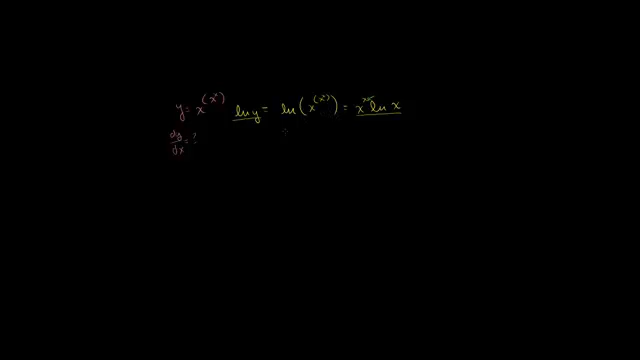 y = x^(x^x) ln y = ln(x^(x^x)) = x^x ln x
dy/dx = ?